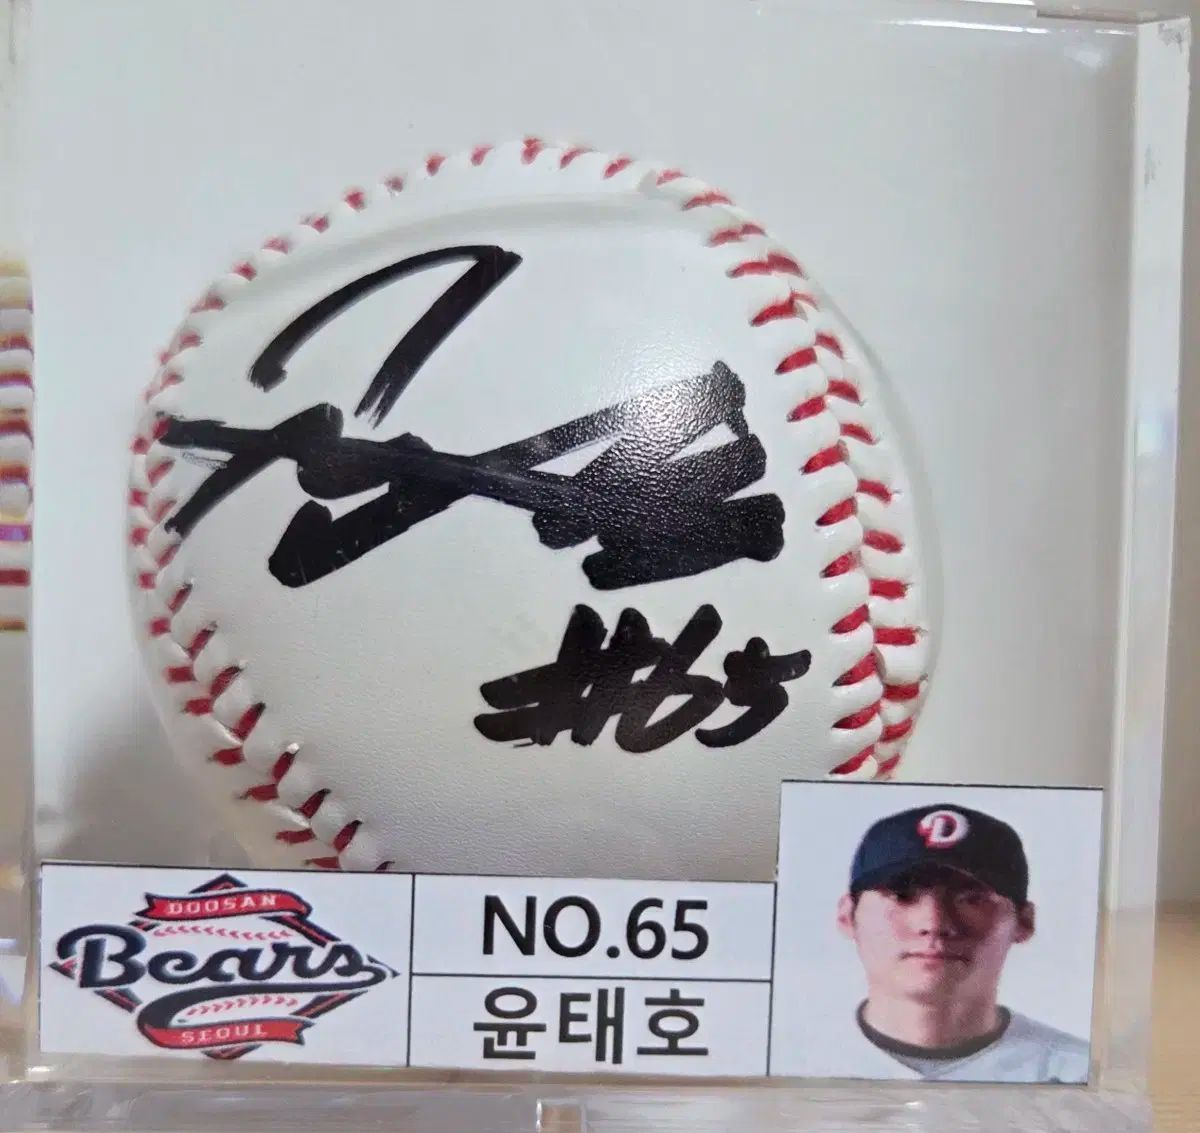 #65
DOOSAN
Bears
SEOUL
NO.65
윤태호
D